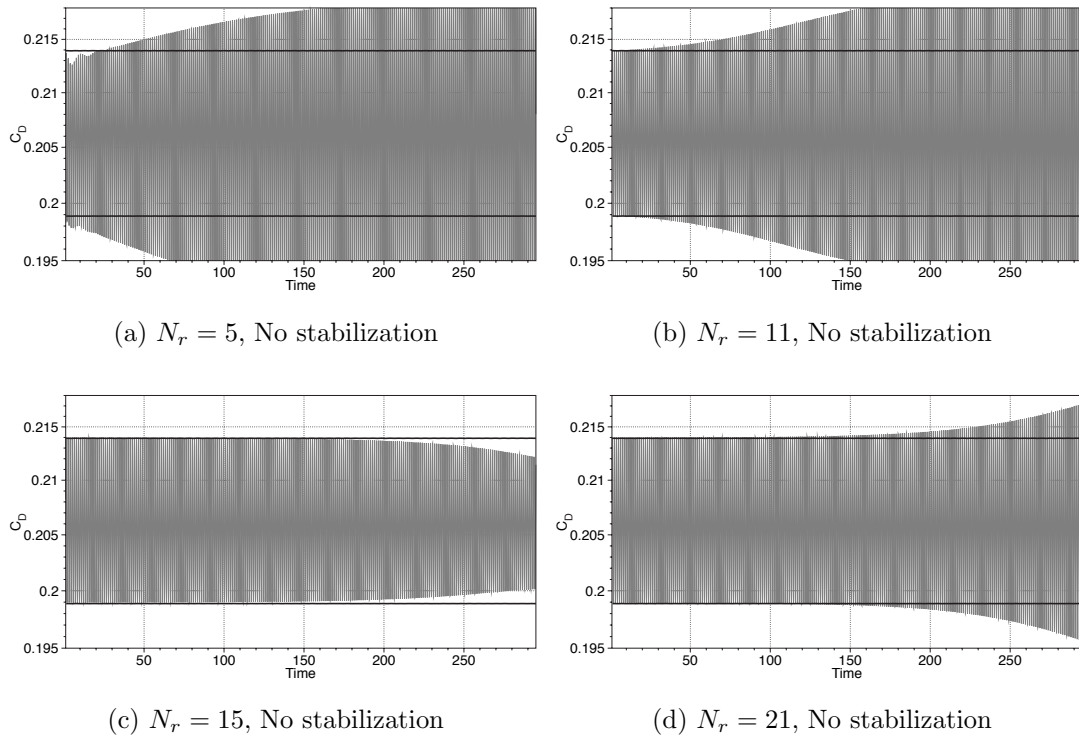 0.215
0.21
0.205
0.2
0.195
C_D
50 100 150 200 250
Time
(a) N_r = 5, No stabilization
0.215
0.21
0.205
0.2
0.195
C_D
50 100 150 200 250
Time
(b) N_r = 11, No stabilization
0.215
0.21
0.205
0.2
0.195
C_D
50 100 150 200 250
Time
(c) N_r = 15, No stabilization
0.215
0.21
0.205
0.2
0.195
C_D
50 100 150 200 250
Time
(d) N_r = 21, No stabilization